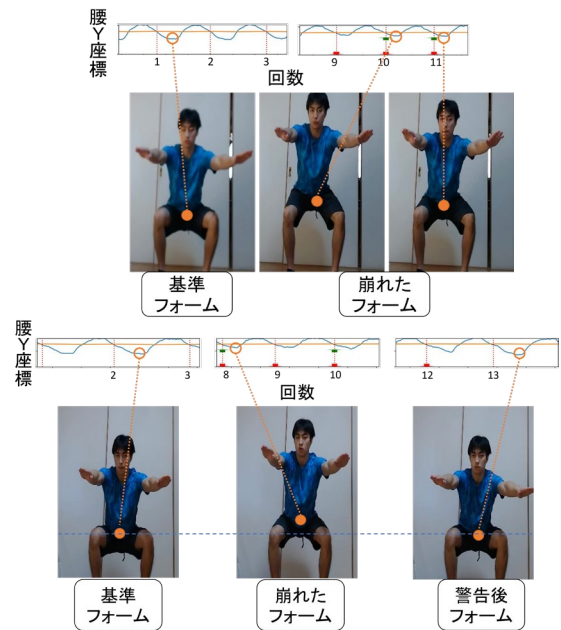 腰Y座標
1 2 3
9 10 11
回数
基準
フォーム
崩れた
フォーム
腰Y座標
2 3
8 9 10
12 13
回数
基準
フォーム
崩れた
フォーム
警告後
フォーム